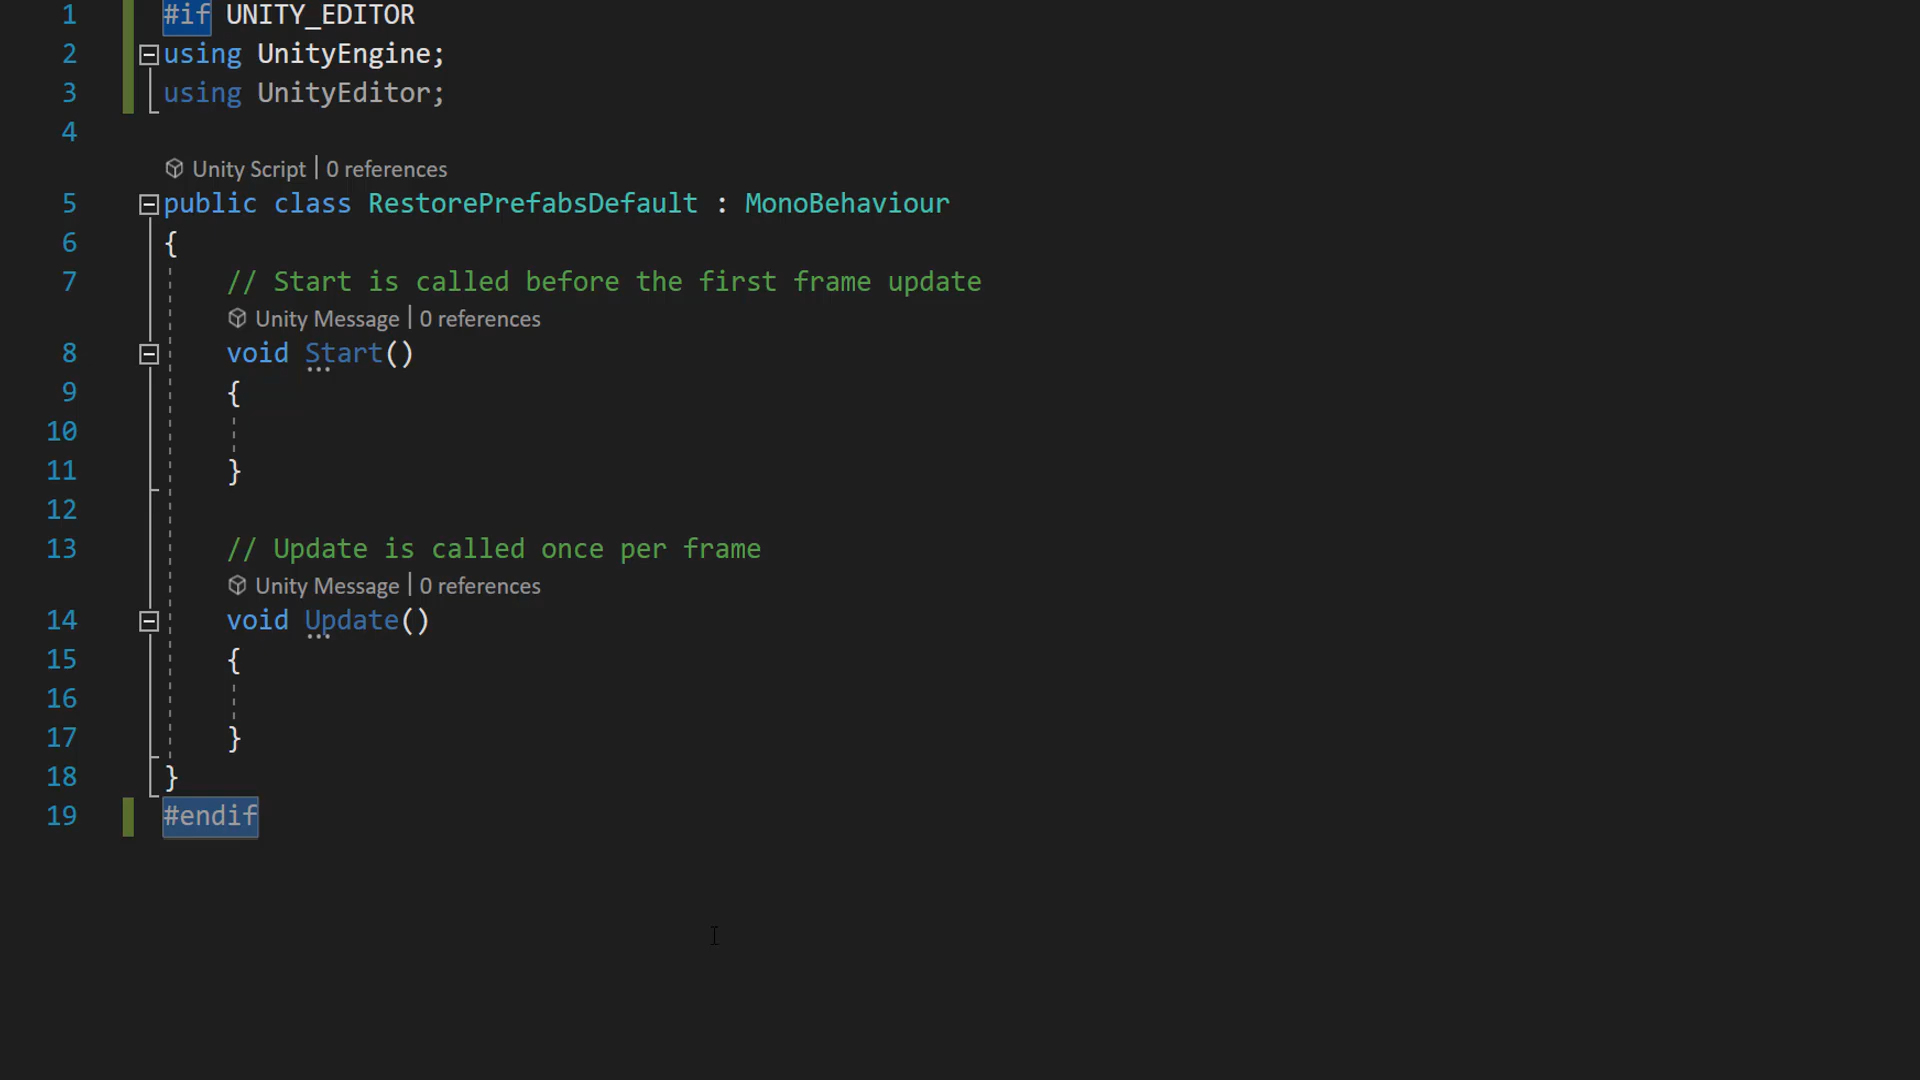 1 #if UNITY_EDITOR
2 using UnityEngine;
3 using UnityEditor;
4
Unity Script | 0 references
5 public class RestorePrefabsDefault : MonoBehaviour
6 {
7 // Start is called before the first frame update
Unity Message | 0 references
8 void Start()
9 {
10
11 }
12
13 // Update is called once per frame
Unity Message | 0 references
14 void Update()
15 {
16
17 }
18 }
19 #endif